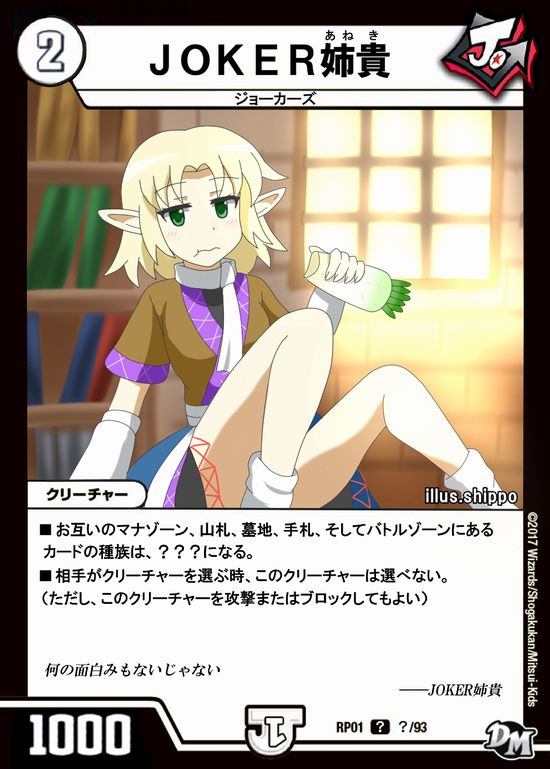 、？？？になる
2
あねき
JOKER姉貴
J
ジョーカーズ
クリーチャー
illus.shippo
■お互いのマナゾーン、山札、墓地、手札、そしてバトルゾーンにある
カードの種族は、？？？になる。
■相手がクリーチャーを選ぶ時、このクリーチャーは選べない。
（ただし、このクリーチャーを攻撃またはブロックしてもよい）
何の面白みもないじゃない
――JOKER姉貴
©2017 Wizards/Shogakukan/Mitsui-Kids
1000
RP01 ? ?/93
DM